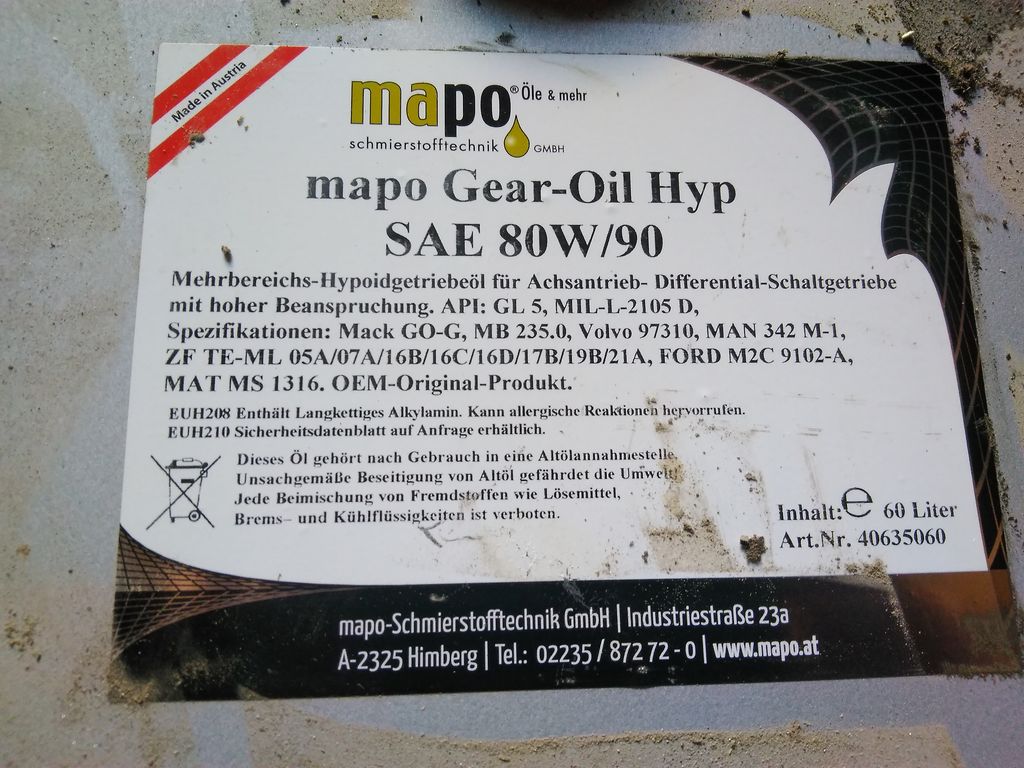 Made in Austria
mapo® Öle & mehr
schmierstofftechnik GMBH
mapo Gear-Oil Hyp
SAE 80W/90
Mehrbereichs-Hypoidgetriebeöl für Achsantrieb- Differential-Schaltgetriebe
mit hoher Beanspruchung. API: GL 5, MIL-L-2105 D,
Spezifikationen: Mack GO-G, MB 235.0, Volvo 97310, MAN 342 M-1,
ZF TE-ML 05A/07A/16B/16C/16D/17B/19B/21A, FORD M2C 9102-A,
MAT MS 1316. OEM-Original-Produkt.
EUH208 Enthält Langkettiges Alkylamin. Kann allergische Reaktionen hervorrufen.
EUH210 Sicherheitsdatenblatt auf Anfrage erhältlich.
Dieses Öl gehört nach Gebrauch in eine Altölannahmestelle.
Unsachgemäße Beseitigung von Altöl gefährdet die Umwelt!
Jede Beimischung von Fremdstoffen wie Lösemittel,
Brems- und Kühlflüssigkeiten ist verboten.
Inhalt: ℮ 60 Liter
Art.Nr. 40635060
mapo-Schmierstofftechnik GmbH | Industriestraße 23a
A-2325 Himberg | Tel.: 02235 / 872 72 - 0 | www.mapo.at